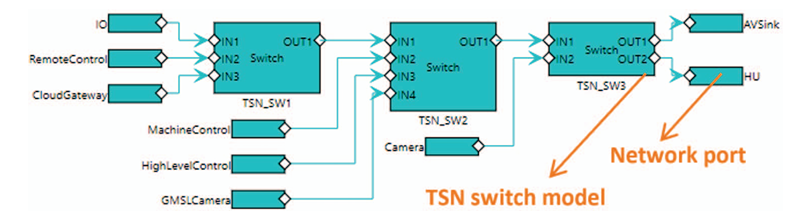 IO
RemoteControl
CloudGateway
IN1
IN2
IN3
OUT1
Switch
TSN_SW1
MachineControl
HighLevelControl
GMSLCamera
IN1
IN2
IN3
IN4
OUT1
Switch
TSN_SW2
Camera
IN1
IN2
OUT1
OUT2
Switch
TSN_SW3
AVSink
HU
Network port
TSN switch model